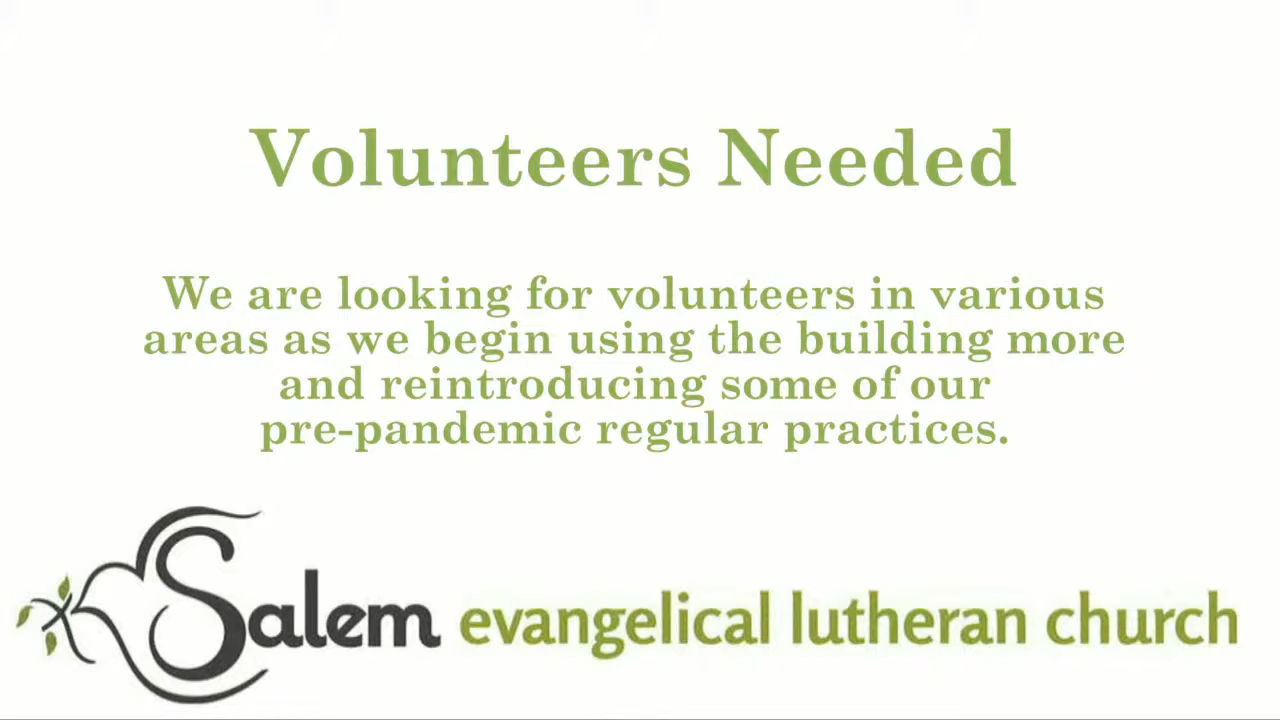 Volunteers Needed
We are looking for volunteers in various
areas as we begin using the building more
and reintroducing some of our
pre-pandemic regular practices.
Salem evangelical lutheran church